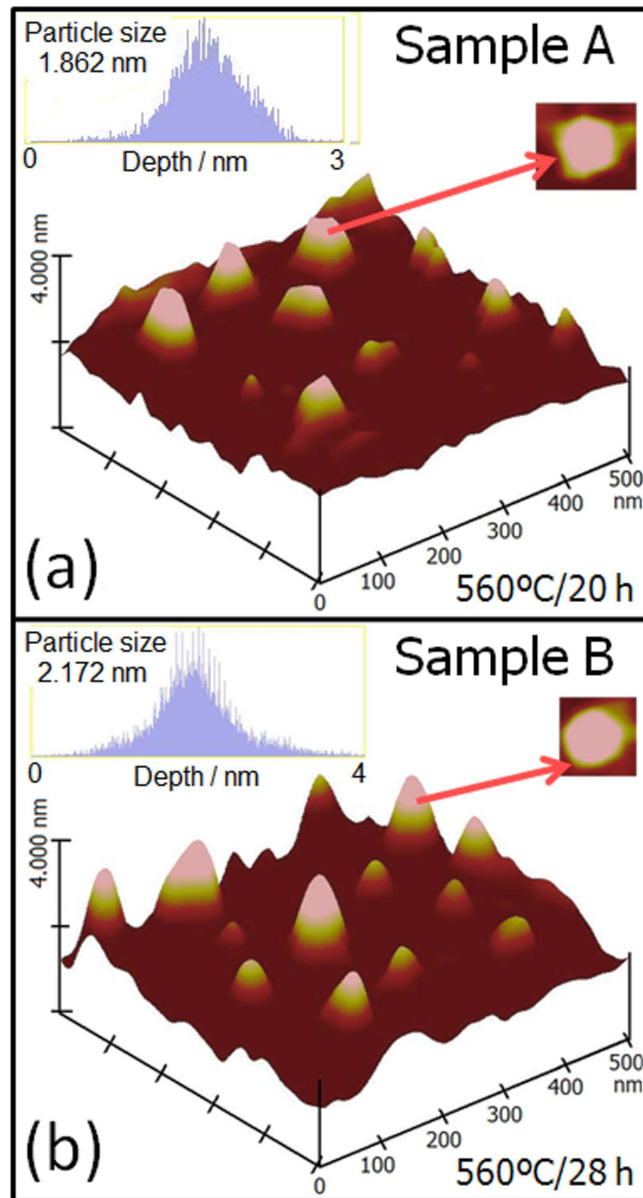 Particle size
1.862 nm
Sample A
0
Depth / nm
3
4.000 nm
500
nm
400
300
200
100
0
(a)
560ºC/20 h
Particle size
2.172 nm
Sample B
0
Depth / nm
4
4.000 nm
500
nm
400
300
200
100
0
(b)
560ºC/28 h